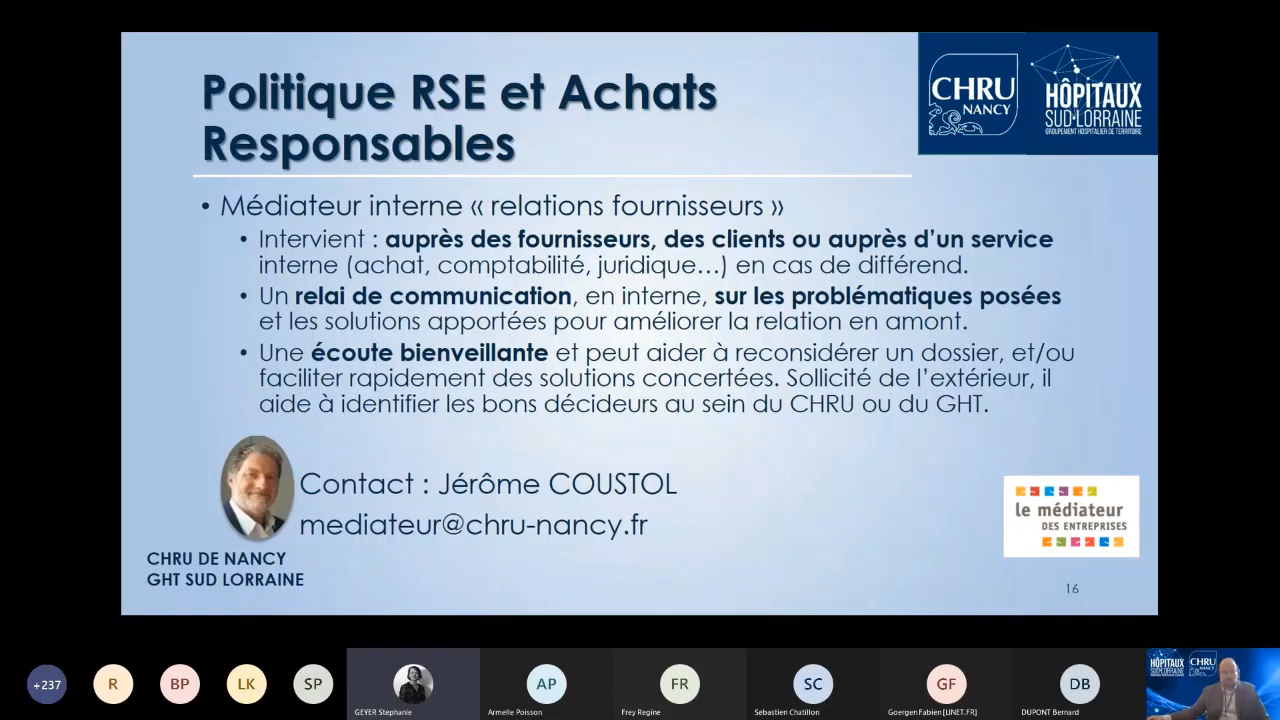 Politique RSE et Achats
Responsables
CHRU
NANCY
HÔPITAUX
SUD-LORRAINE
GROUPEMENT HOSPITALIER DE TERRITOIRE
• Médiateur interne « relations fournisseurs »
• Intervient : auprès des fournisseurs, des clients ou auprès d’un service
interne (achat, comptabilité, juridique…) en cas de différend.
• Un relai de communication, en interne, sur les problématiques posées
et les solutions apportées pour améliorer la relation en amont.
• Une écoute bienveillante et peut aider à reconsidérer un dossier, et/ou
faciliter rapidement des solutions concertées. Sollicité de l’extérieur, il
aide à identifier les bons décideurs au sein du CHRU ou du GHT.
Contact : Jérôme COUSTOL
mediateur@chru-nancy.fr
le médiateur
DES ENTREPRISES
CHRU DE NANCY
GHT SUD LORRAINE
16
+237
R
BP
LK
SP
GEYER Stephanie
AP
Armelle Poisson
FR
Frey Regine
SC
Sebastien Chatillon
GF
Goergen Fabien [LINET.FR]
DB
DUPONT Bernard
HÔPITAUX
SUD-LORRAINE
CHRU